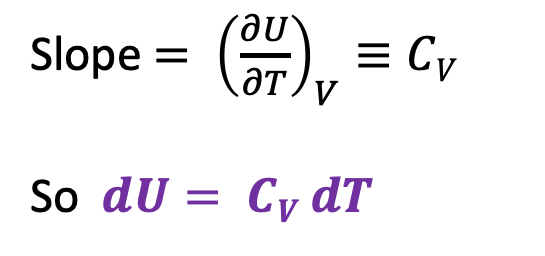 Slope = (∂U/∂T)_V ≡ C_V
So dU = C_V dT